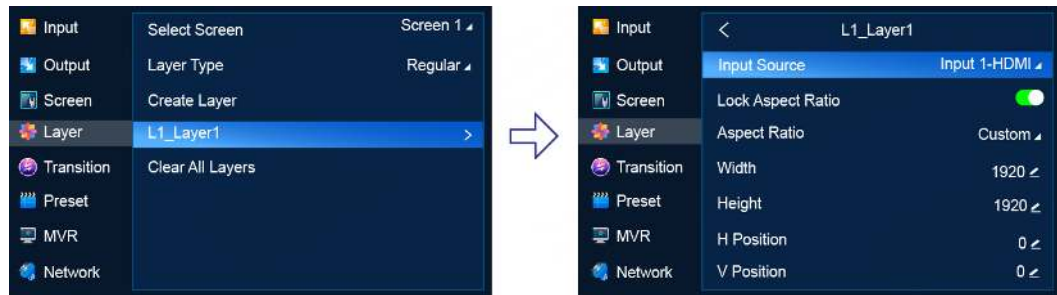 Input
Output
Screen
Layer
Transition
Preset
MVR
Network
Select Screen Screen 1
Layer Type Regular
Create Layer
L1_Layer1 >
Clear All Layers
Input
Output
Screen
Layer
Transition
Preset
MVR
Network
< L1_Layer1
Input Source Input 1-HDMI
Lock Aspect Ratio
Aspect Ratio Custom
Width 1920
Height 1920
H Position 0
V Position 0